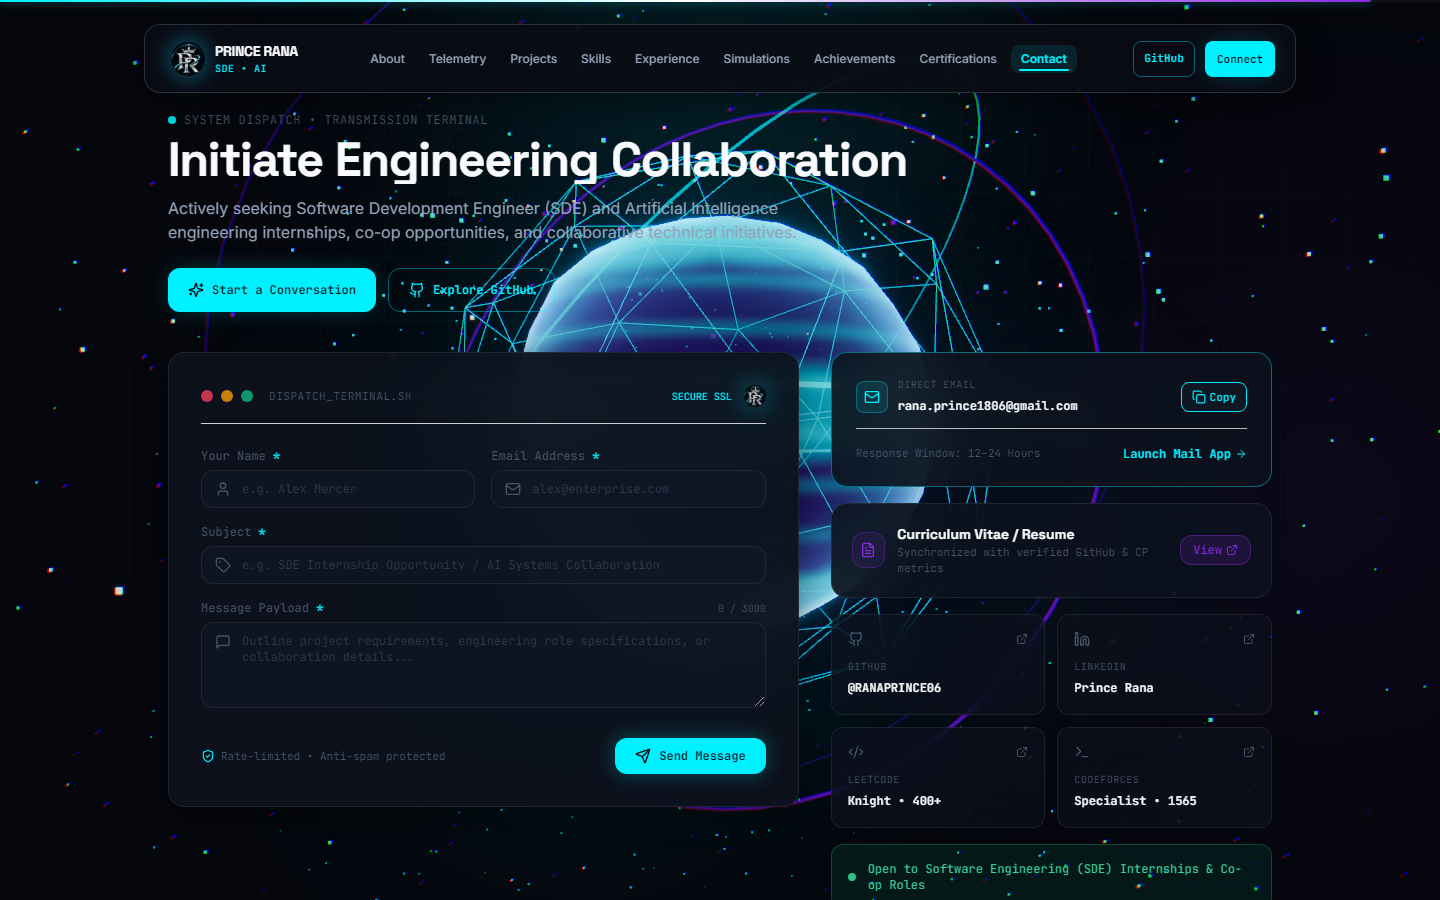 PRINCE RANA
SDE • AI
About Telemetry Projects Skills Experience Simulations Achievements Certifications Contact
GitHub Connect
SYSTEM DISPATCH • TRANSMISSION TERMINAL
Initiate Engineering Collaboration
Actively seeking Software Development Engineer (SDE) and Artificial Intelligence
engineering internships, co-op opportunities, and collaborative technical initiatives.
Start a Conversation Explore GitHub
DISPATCH_TERMINAL.SH SECURE SSL
Your Name * Email Address *
e.g. Alex Mercer alex@enterprise.com
Subject *
e.g. SDE Internship Opportunity / AI Systems Collaboration
Message Payload * 0 / 3000
Outline project requirements, engineering role specifications, or
collaboration details...
Rate-limited • Anti-spam protected Send Message
DIRECT EMAIL
rana.prince1806@gmail.com
Copy
Response Window: 12-24 Hours Launch Mail App →
Curriculum Vitae / Resume
Synchronized with verified GitHub & CP
metrics
View
GITHUB
@RANAPRINCE06
LINKEDIN
Prince Rana
LEETCODE
Knight • 400+
CODEFORCES
Specialist • 1565
Open to Software Engineering (SDE) Internships & Co-
op Roles